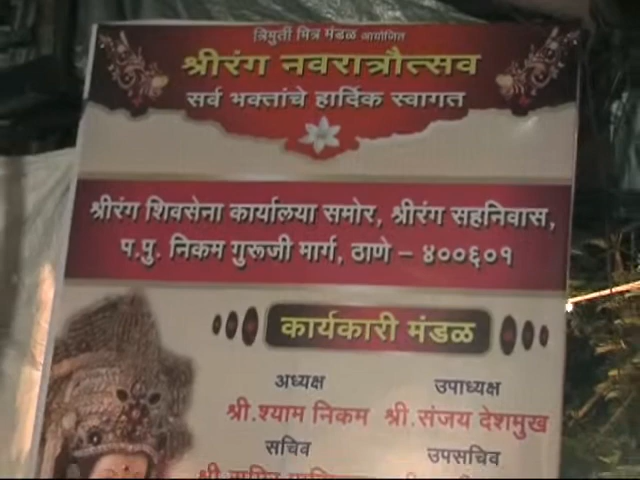 त्रिमुर्ती मित्र मंडळ आयोजित
श्रीरंग नवरात्रौत्सव
सर्व भक्तांचे हार्दिक स्वागत
श्रीरंग शिवसेना कार्यालया समोर, श्रीरंग सहनिवास,
प.पु. निकम गुरूजी मार्ग, ठाणे – ४००६०१
कार्यकारी मंडळ
अध्यक्ष उपाध्यक्ष
श्री.श्याम निकम श्री.संजय देशमुख
सचिव उपसचिव